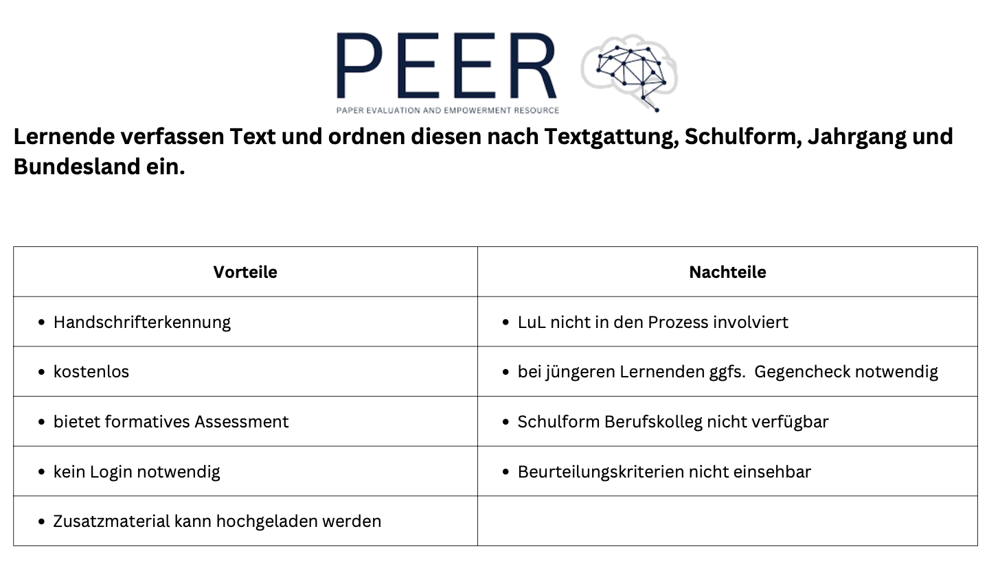 PEER
PAPER EVALUATION AND EMPOWERMENT RESOURCE
Lernende verfassen Text und ordnen diesen nach Textgattung, Schulform, Jahrgang und
Bundesland ein.
Vorteile
Nachteile
• Handschrifterkennung
• LuL nicht in den Prozess involviert
• kostenlos
• bei jüngeren Lernenden ggfs.  Gegencheck notwendig
• bietet formatives Assessment
• Schulform Berufskolleg nicht verfügbar
• kein Login notwendig
• Beurteilungskriterien nicht einsehbar
• Zusatzmaterial kann hochgeladen werden